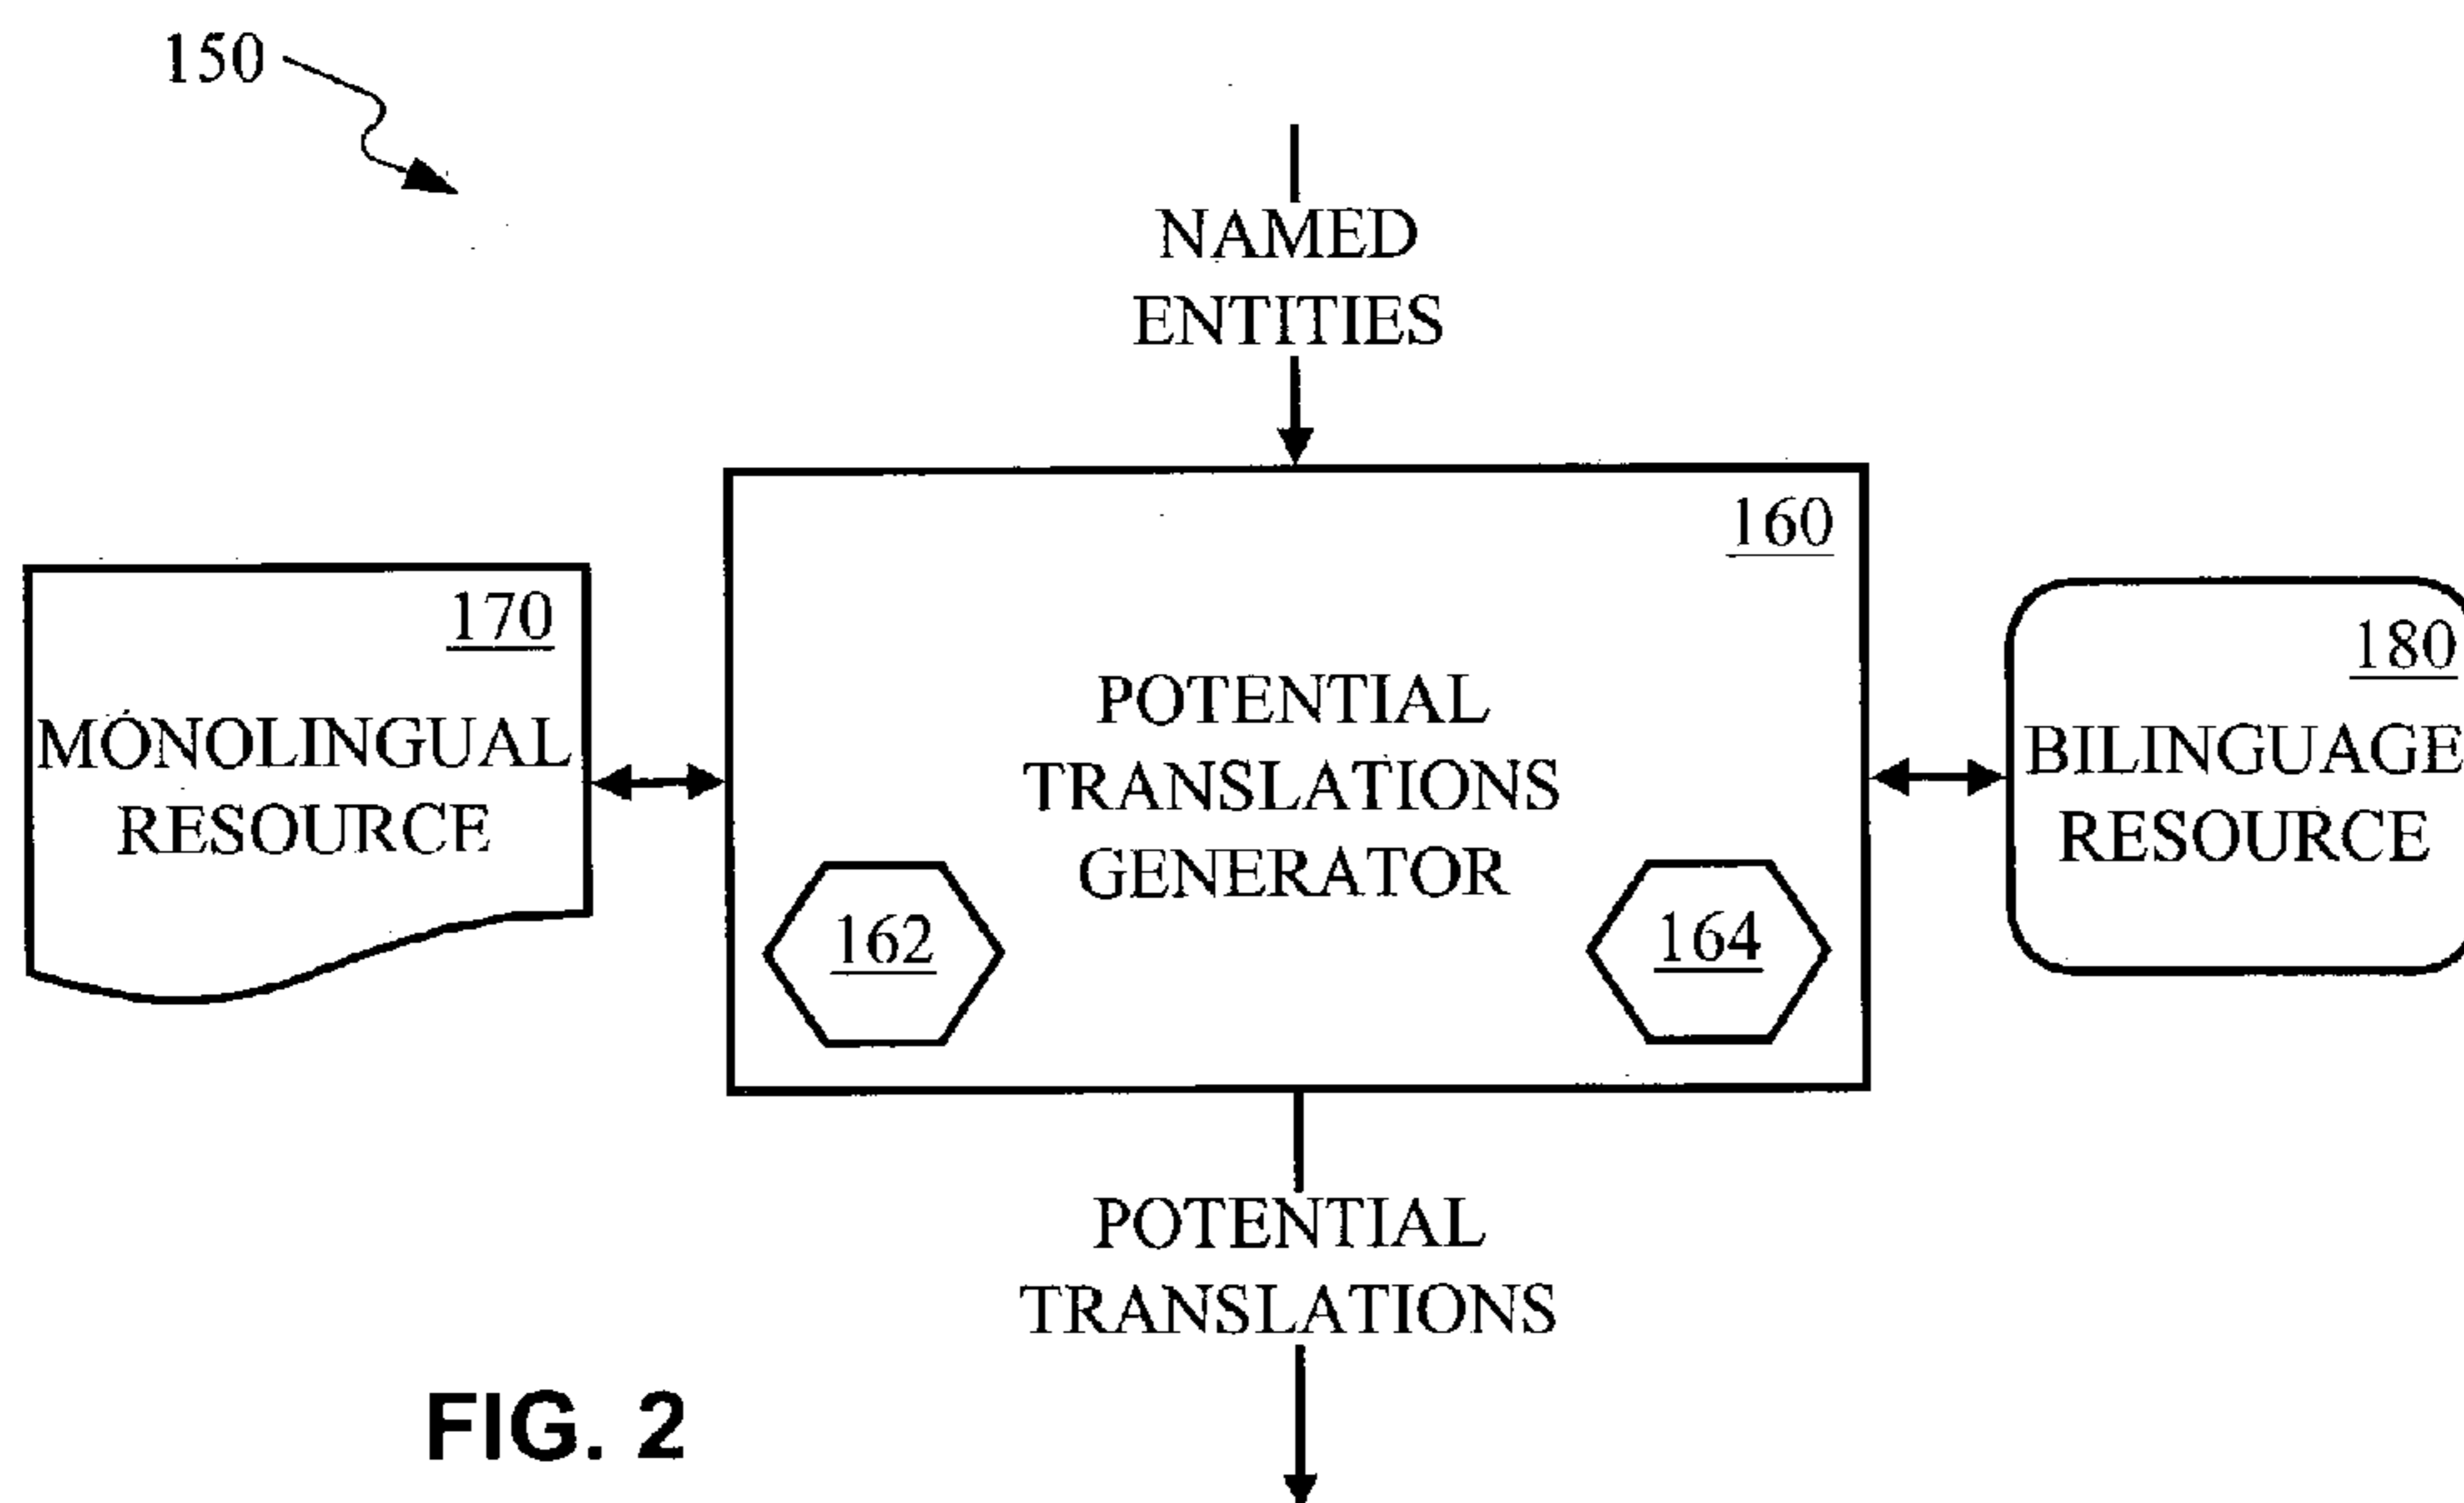 150
NAMED
ENTITIES
160
170
180
MONOLINGUAL
RESOURCE
POTENTIAL
TRANSLATIONS
GENERATOR
BILINGUAGE
RESOURCE
162
164
POTENTIAL
TRANSLATIONS
FIG. 2